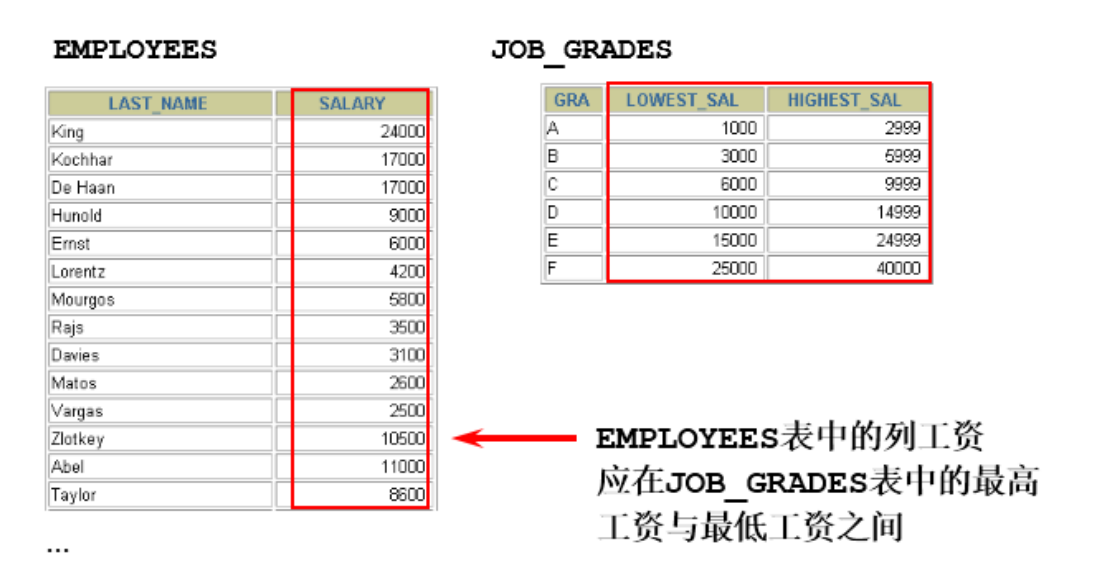 EMPLOYEES
LAST_NAME SALARY
King 24000
Kochhar 17000
De Haan 17000
Hunold 9000
Ernst 6000
Lorentz 4200
Mourgos 5800
Rajs 3500
Davies 3100
Matos 2600
Vargas 2500
Zlotkey 10500
Abel 11000
Taylor 8600
...
JOB_GRADES
GRA LOWEST_SAL HIGHEST_SAL
A 1000 2999
B 3000 5999
C 6000 9999
D 10000 14999
E 15000 24999
F 25000 40000
EMPLOYEES表中的列工资
应在JOB_GRADES表中的最高
工资与最低工资之间